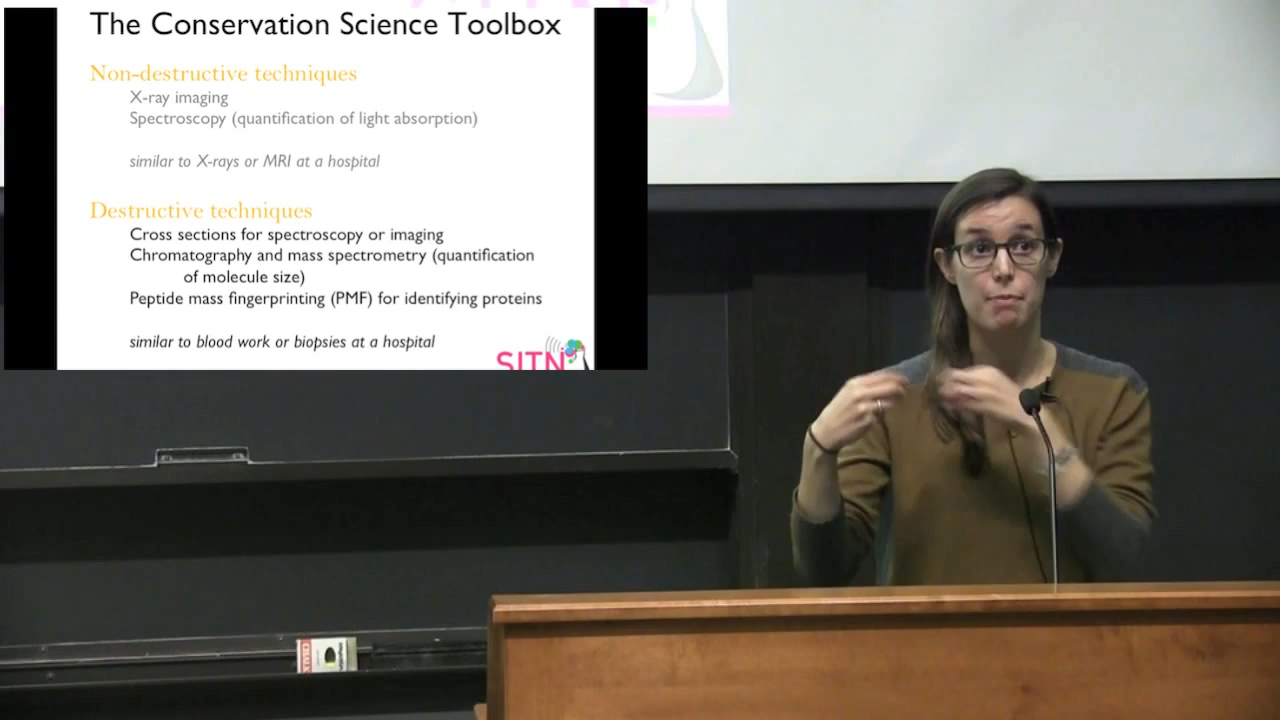 The Conservation Science Toolbox
Non-destructive techniques
X-ray imaging
Spectroscopy (quantification of light absorption)
similar to X-rays or MRI at a hospital
Destructive techniques
Cross sections for spectroscopy or imaging
Chromatography and mass spectrometry (quantification
of molecule size)
Peptide mass fingerprinting (PMF) for identifying proteins
similar to blood work or biopsies at a hospital
SITN
CHALK